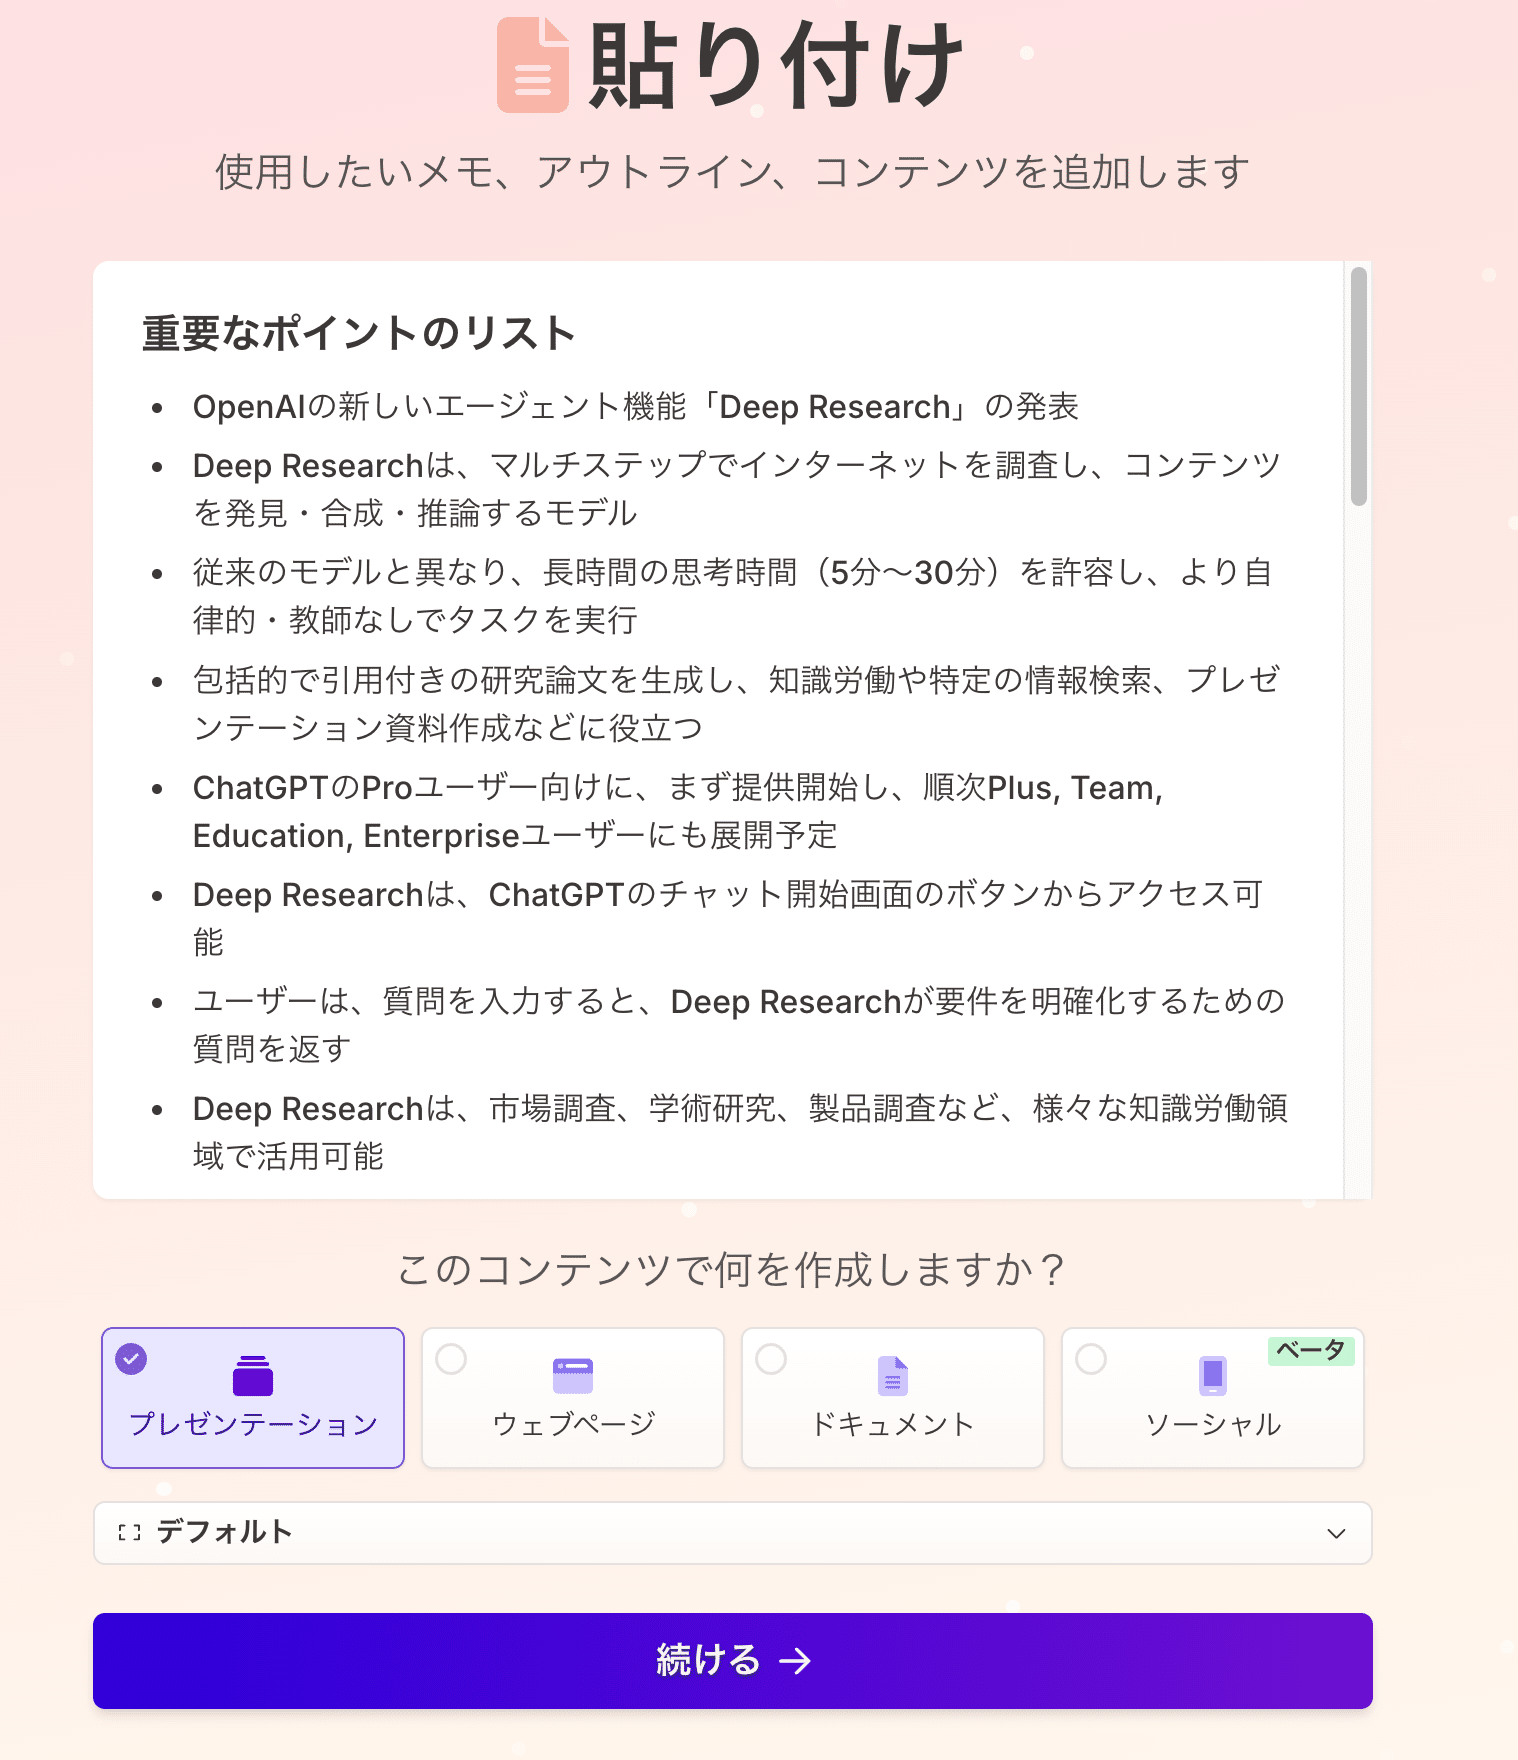 貼り付け
使用したいメモ、アウトライン、コンテンツを追加します
重要なポイントのリスト
• OpenAIの新しいエージェント機能「Deep Research」の発表
• Deep Researchは、マルチステップでインターネットを調査し、コンテンツ
を発見・合成・推論するモデル
• 従来のモデルと異なり、長時間の思考時間（5分〜30分）を許容し、より自
律的・教師なしでタスクを実行
• 包括的で引用付きの研究論文を生成し、知識労働や特定の情報検索、プレゼ
ンテーション資料作成などに役立つ
• ChatGPTのProユーザー向けに、まず提供開始し、順次Plus, Team,
Education, Enterpriseユーザーにも展開予定
• Deep Researchは、ChatGPTのチャット開始画面のボタンからアクセス可
能
• ユーザーは、質問を入力すると、Deep Researchが要件を明確化するための
質問を返す
• Deep Researchは、市場調査、学術研究、製品調査など、様々な知識労働領
域で活用可能
このコンテンツで何を作成しますか？
プレゼンテーション
ウェブページ
ドキュメント
ベータ
ソーシャル
デフォルト
続ける →